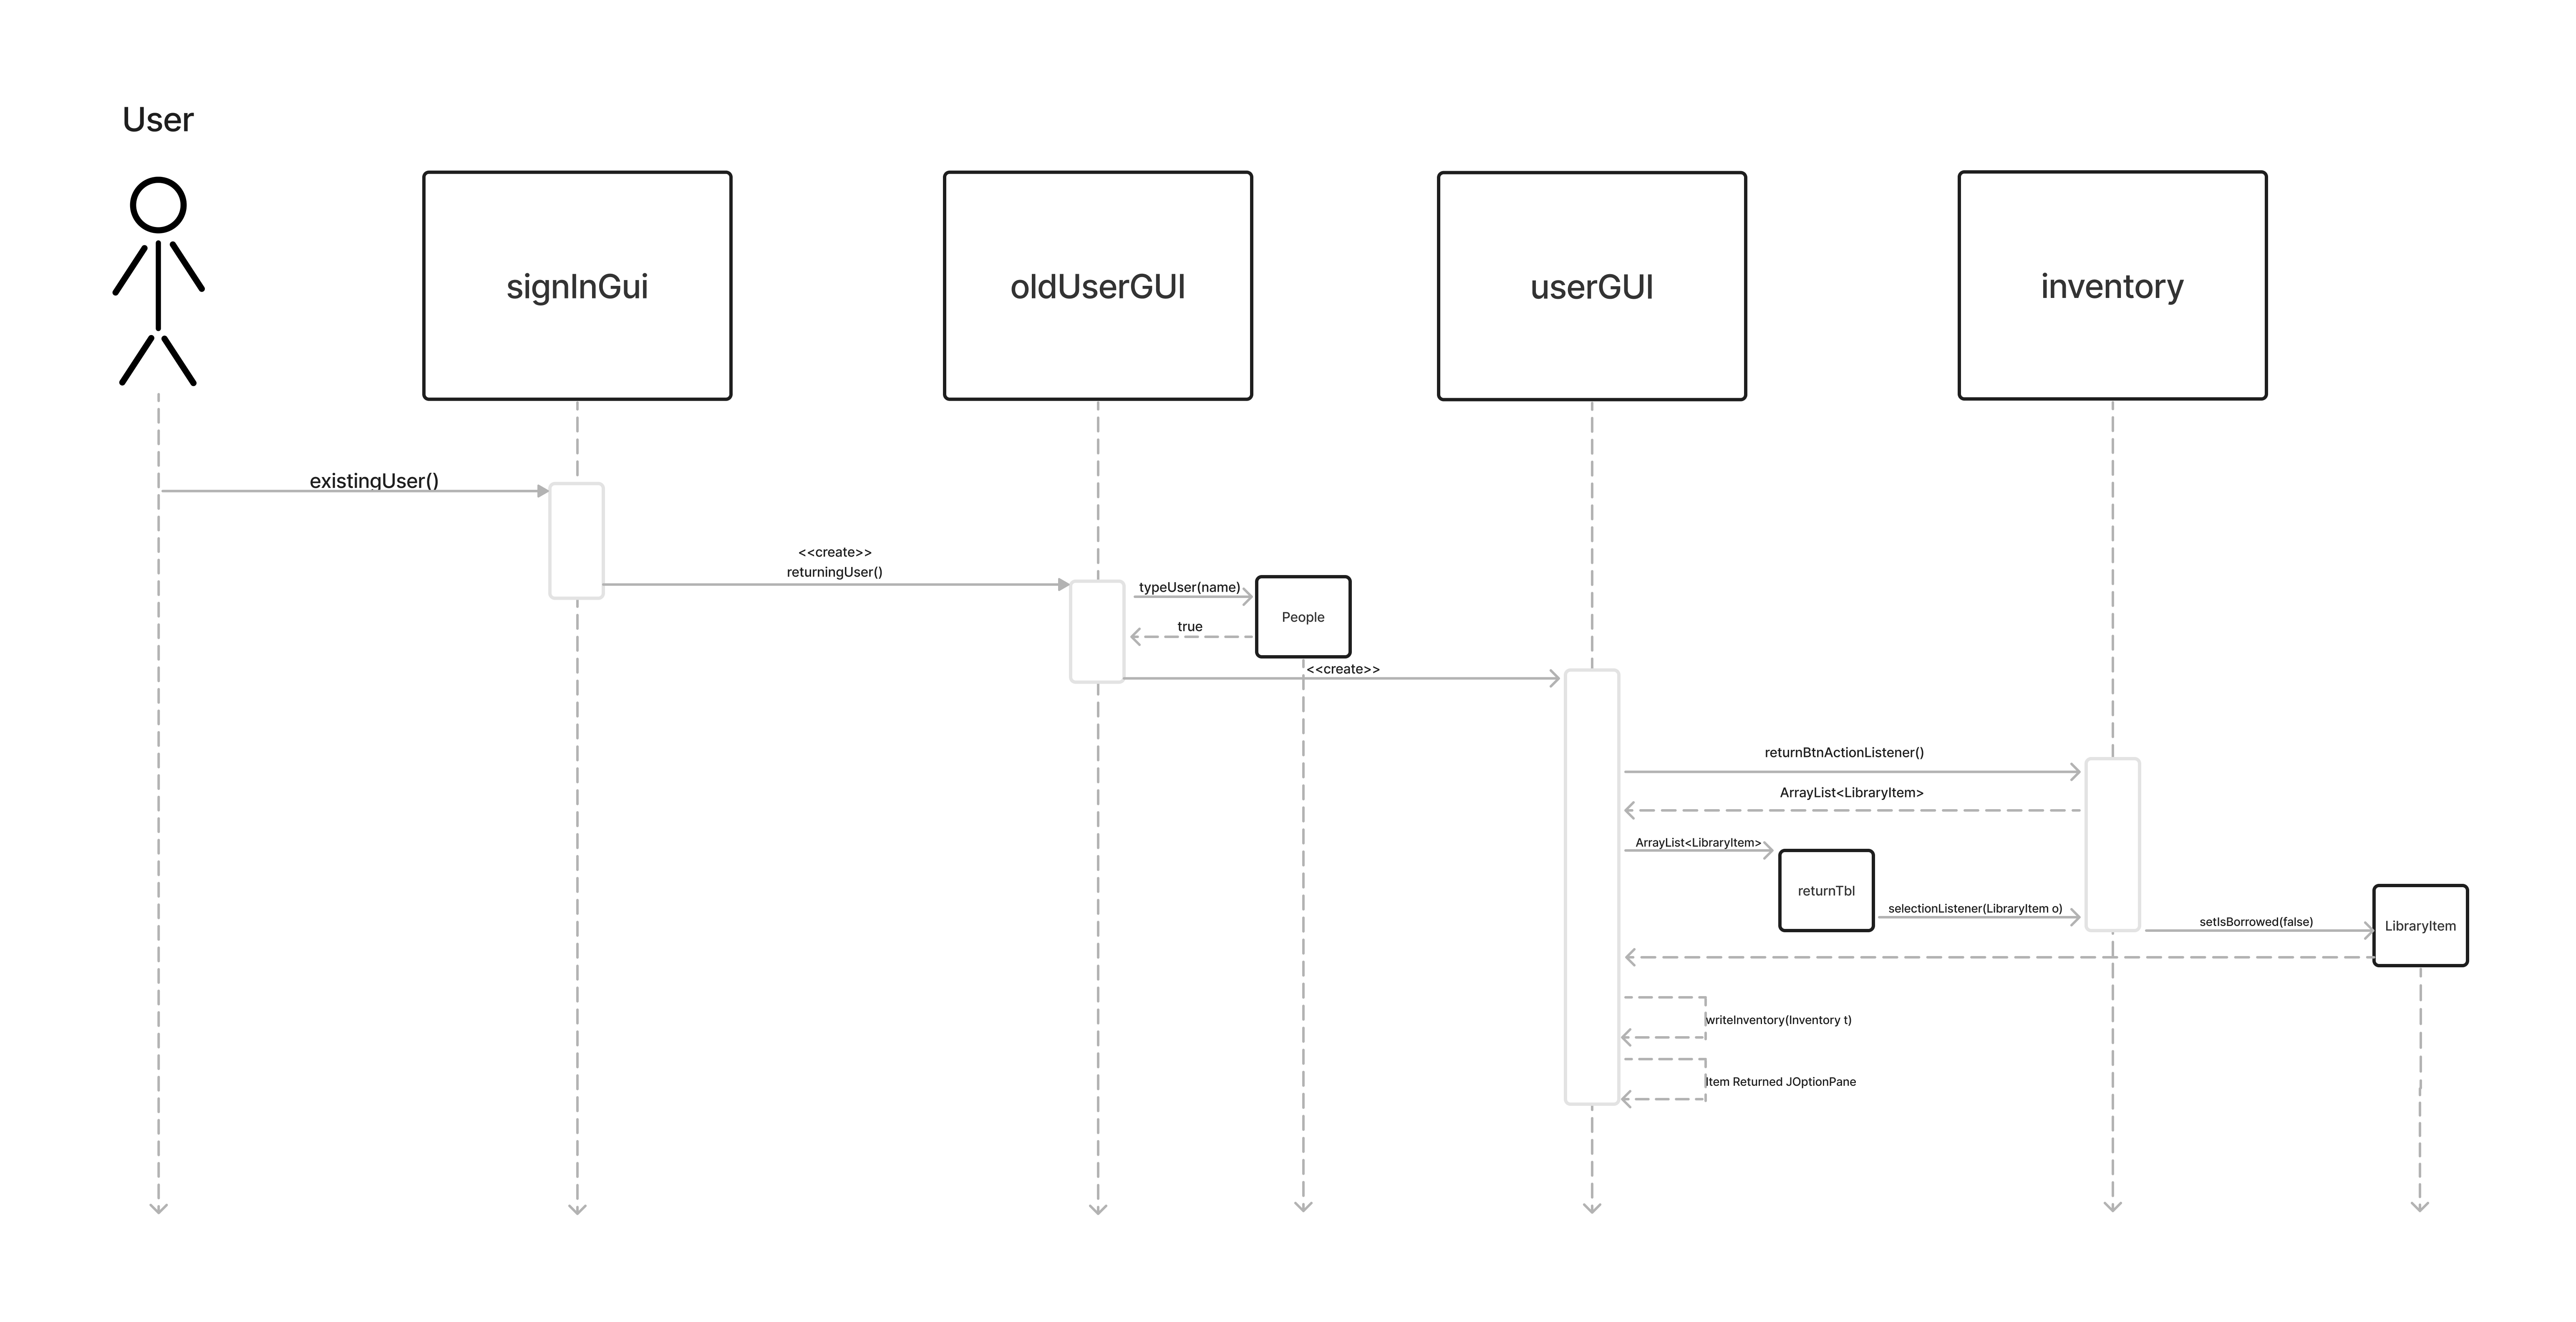 User
signInGui
oldUserGUI
userGUI
inventory
existingUser()
<<create>>
returningUser()
typeUser(name)
People
true
<<create>>
returnBtnActionListener()
ArrayList<LibraryItem>
ArrayList<LibraryItem>
returnTbl
selectionListener(LibraryItem o)
setIsBorrowed(false)
LibraryItem
writeInventory(Inventory t)
Item Returned JOptionPane